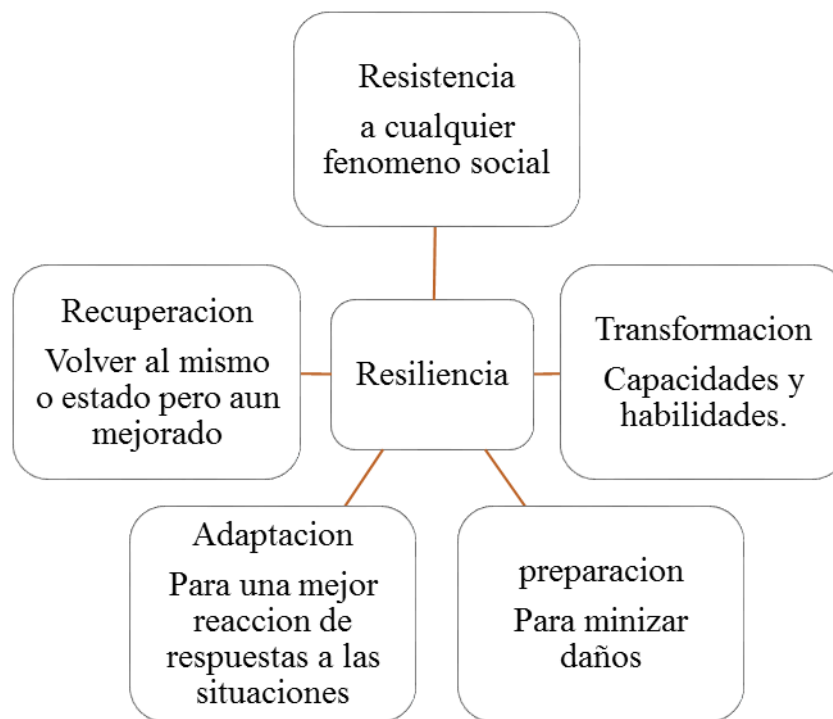 Resistencia
a cualquier
fenomeno social
Recuperacion
Volver al mismo
o estado pero aun
mejorado
Resiliencia
Transformacion
Capacidades y
habilidades.
Adaptacion
Para una mejor
reaccion de
respuestas a las
situaciones
preparacion
Para minizar
daños